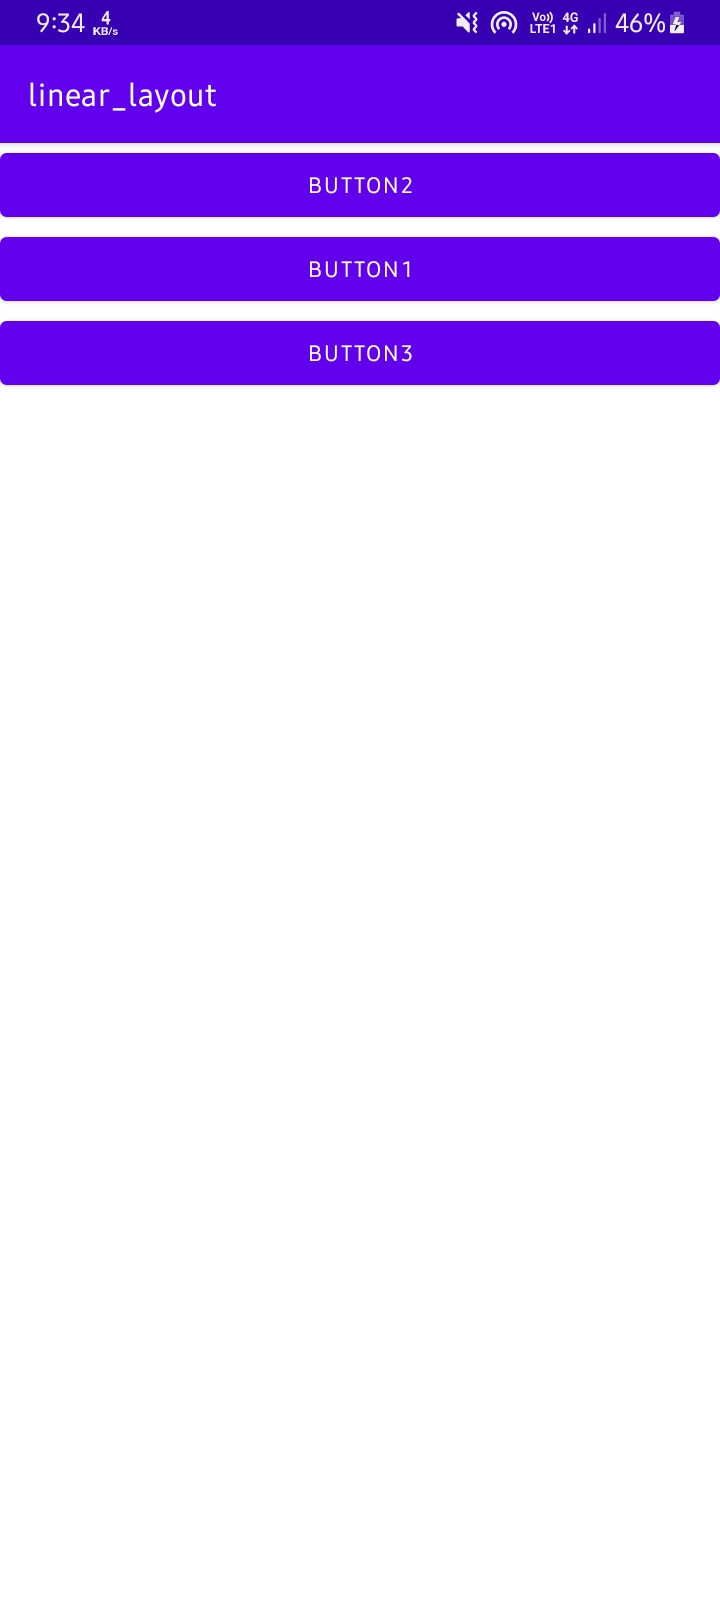 9:34 4 KB/s Vo)) LTE1 4G 46%
linear_layout
BUTTON2
BUTTON1
BUTTON3